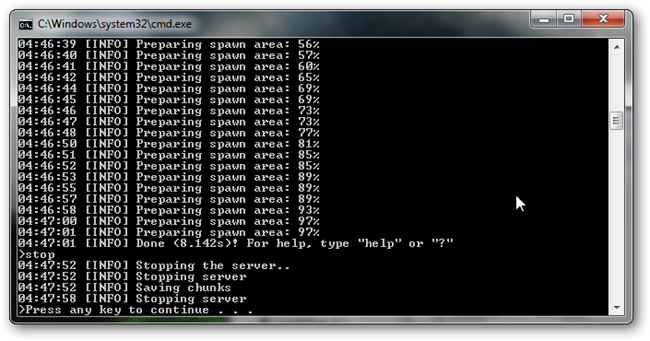 C:\Windows\system32\cmd.exe
04:46:39 [INFO] Preparing spawn area: 56%
04:46:40 [INFO] Preparing spawn area: 57%
04:46:41 [INFO] Preparing spawn area: 60%
04:46:42 [INFO] Preparing spawn area: 65%
04:46:44 [INFO] Preparing spawn area: 69%
04:46:45 [INFO] Preparing spawn area: 69%
04:46:46 [INFO] Preparing spawn area: 73%
04:46:47 [INFO] Preparing spawn area: 73%
04:46:48 [INFO] Preparing spawn area: 77%
04:46:50 [INFO] Preparing spawn area: 81%
04:46:51 [INFO] Preparing spawn area: 85%
04:46:52 [INFO] Preparing spawn area: 85%
04:46:53 [INFO] Preparing spawn area: 89%
04:46:55 [INFO] Preparing spawn area: 89%
04:46:57 [INFO] Preparing spawn area: 89%
04:46:58 [INFO] Preparing spawn area: 93%
04:47:00 [INFO] Preparing spawn area: 97%
04:47:01 [INFO] Preparing spawn area: 97%
04:47:01 [INFO] Done (8.142s)! For help, type "help" or "?"
>stop
04:47:52 [INFO] Stopping the server..
04:47:52 [INFO] Stopping server
04:47:52 [INFO] Saving chunks
04:47:58 [INFO] Stopping server
>Press any key to continue . . .